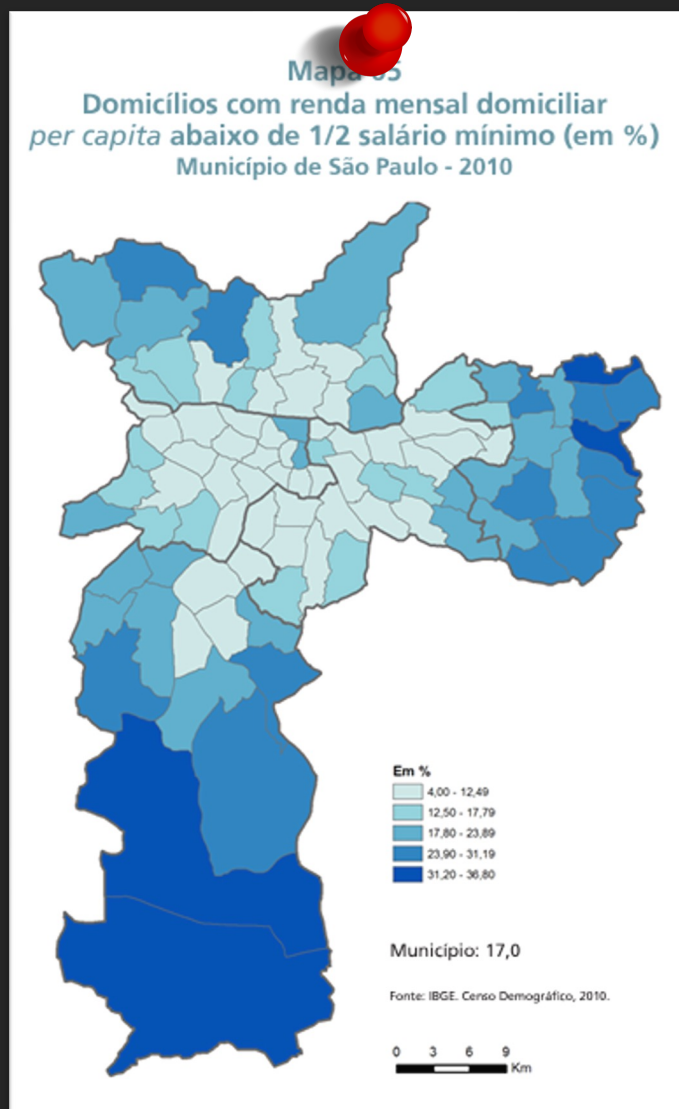 Mapa 05
Domicílios com renda mensal domiciliar
per capita abaixo de 1/2 salário mínimo (em %)
Município de São Paulo - 2010
Em %
4,00 - 12,49
12,50 - 17,79
17,80 - 23,89
23,90 - 31,19
31,20 - 36,80
Município: 17,0
Fonte: IBGE. Censo Demográfico, 2010.
0 3 6 9
Km